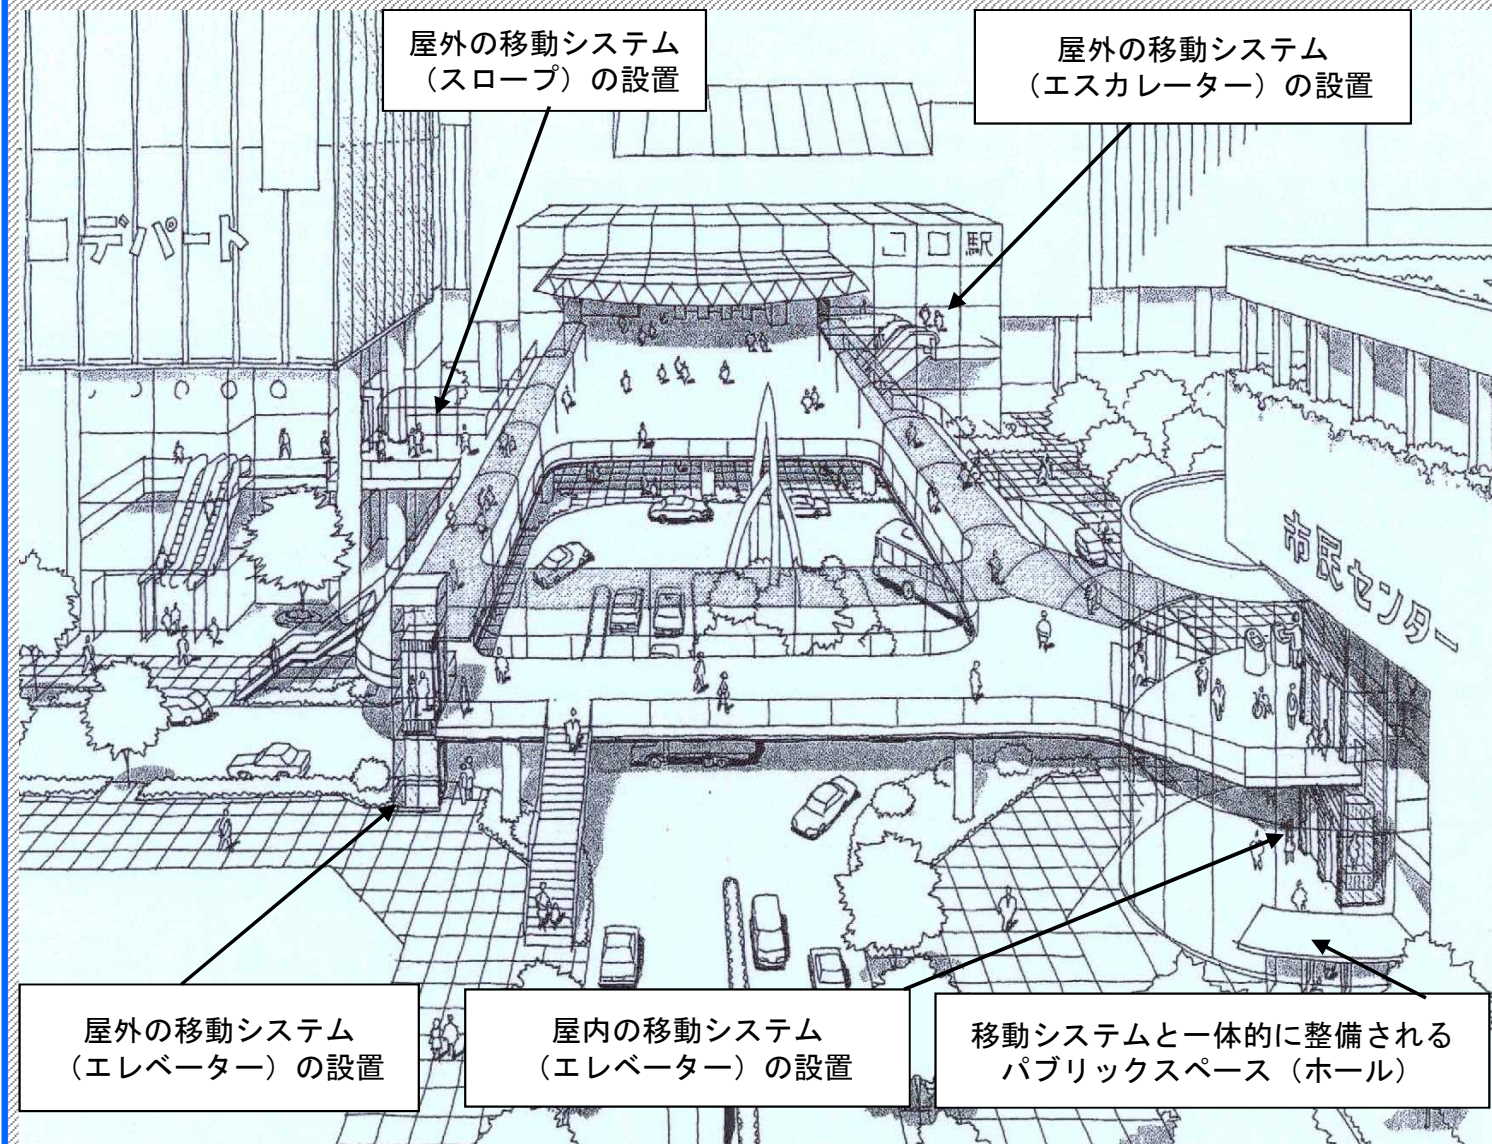 屋外の移動システム
（スロープ）の設置
屋外の移動システム
（エスカレーター）の設置
デパート
駅
市民センター
屋外の移動システム
（エレベーター）の設置
屋内の移動システム
（エレベーター）の設置
移動システムと一体的に整備される
パブリックスペース（ホール）